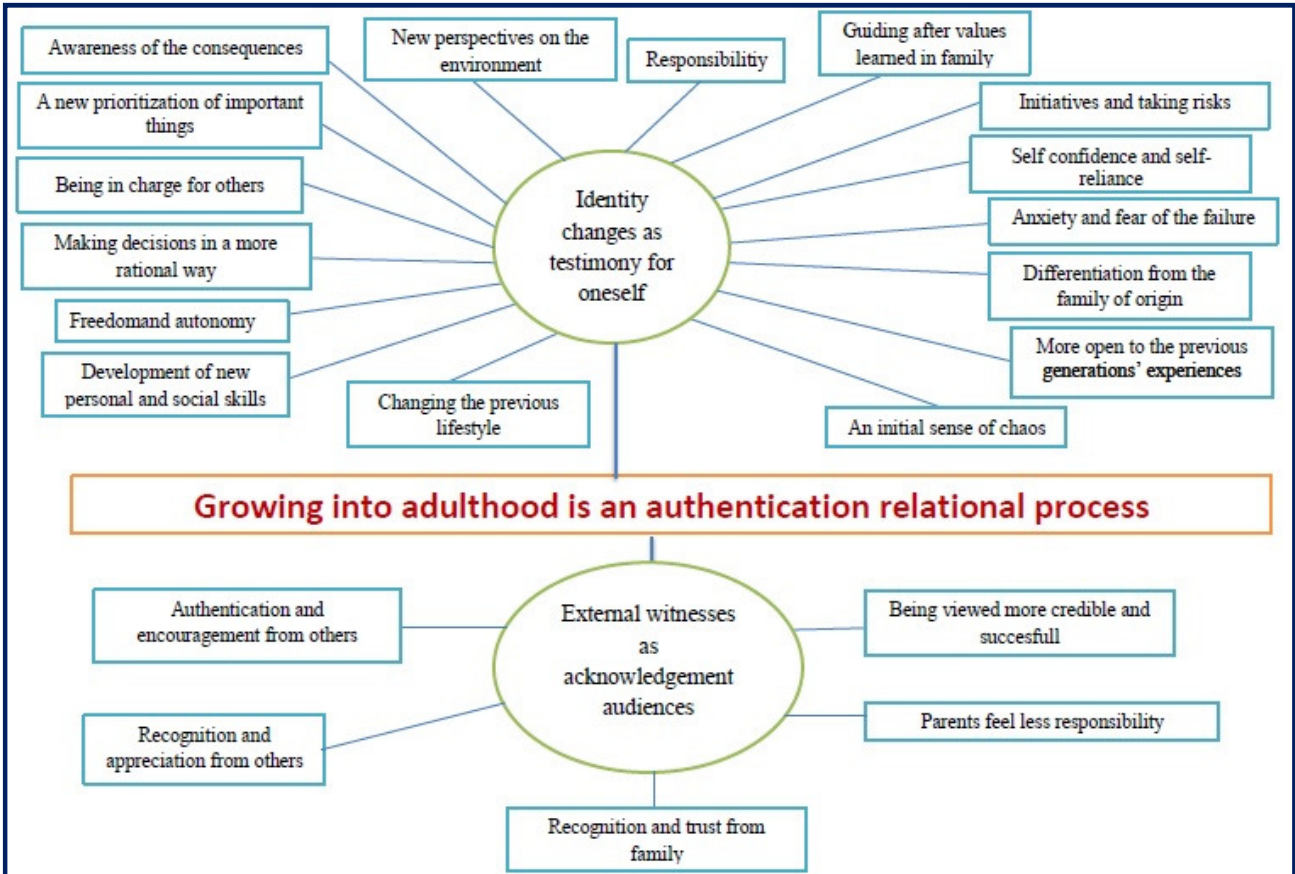 Awareness of the consequences
New perspectives on the
environment
Responsibilitiy
Guiding after values
learned in family
A new prioritization of important
things
Initiatives and taking risks
Being in charge for others
Self confidence and self-
reliance
Identity
changes as
testimony for
oneself
Making decisions in a more
rational way
Anxiety and fear of the failure
Freedomand autonomy
Differentiation from the
family of origin
Development of new
personal and social skills
More open to the previous
generations’ experiences
Changing the previous
lifestyle
An initial sense of chaos
Growing into adulthood is an authentication relational process
Authentication and
encouragement from others
External witnesses
as
acknowledgement
audiences
Being viewed more credible and
succesfull
Recognition and
appreciation from others
Parents feel less responsibility
Recognition and trust from
family